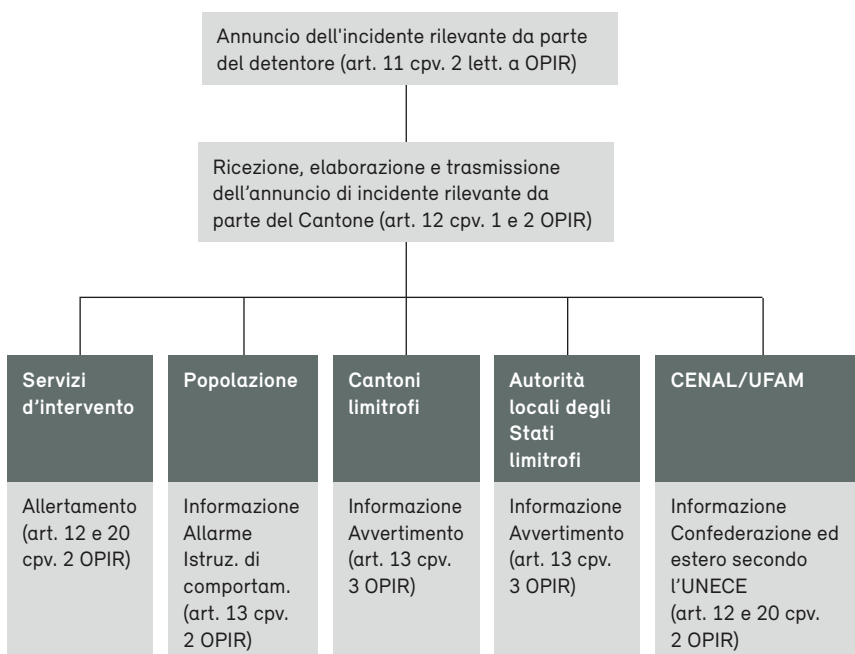 Annuncio dell'incidente rilevante da parte
del detentore (art. 11 cpv. 2 lett. a OPIR)
Ricezione, elaborazione e trasmissione
dell’annuncio di incidente rilevante da
parte del Cantone (art. 12 cpv. 1 e 2 OPIR)
Servizi
d’intervento
Allertamento
(art. 12 e 20
cpv. 2 OPIR)
Popolazione
Informazione
Allarme
Istruz. di
comportam.
(art. 13 cpv.
2 OPIR)
Cantoni
limitrofi
Informazione
Avvertimento
(art. 13 cpv.
3 OPIR)
Autorità
locali degli
Stati
limitrofi
Informazione
Avvertimento
(art. 13 cpv.
3 OPIR)
CENAL/UFAM
Informazione
Confederazione ed
estero secondo
l’UNECE
(art. 12 e 20 cpv.
2 OPIR)